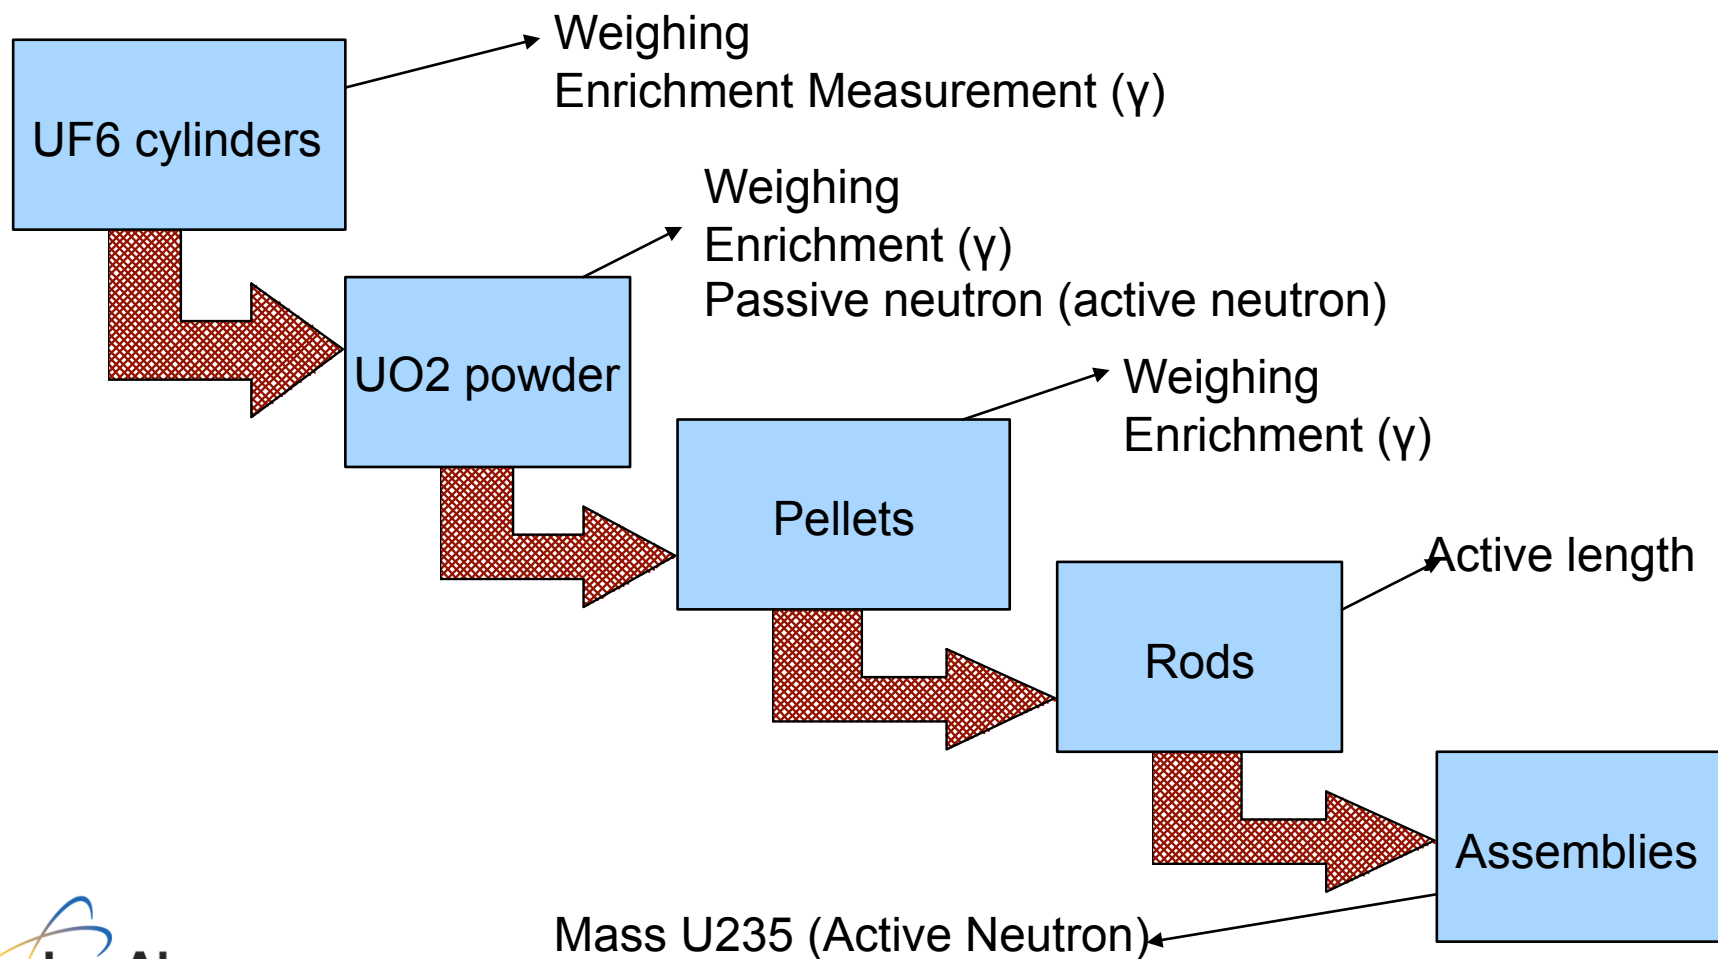 Weighing
Enrichment Measurement (γ)
UF6 cylinders
Weighing
Enrichment (γ)
Passive neutron (active neutron)
UO2 powder
Weighing
Enrichment (γ)
Pellets
Active length
Rods
Assemblies
Mass U235 (Active Neutron)